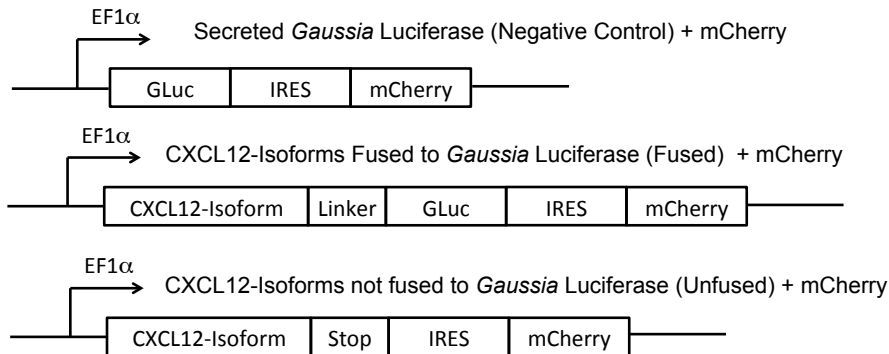 EF1α
Secreted Gaussia Luciferase (Negative Control) + mCherry
GLuc IRES mCherry
EF1α
CXCL12-Isoforms Fused to Gaussia Luciferase (Fused) + mCherry
CXCL12-Isoform Linker GLuc IRES mCherry
EF1α
CXCL12-Isoforms not fused to Gaussia Luciferase (Unfused) + mCherry
CXCL12-Isoform Stop IRES mCherry